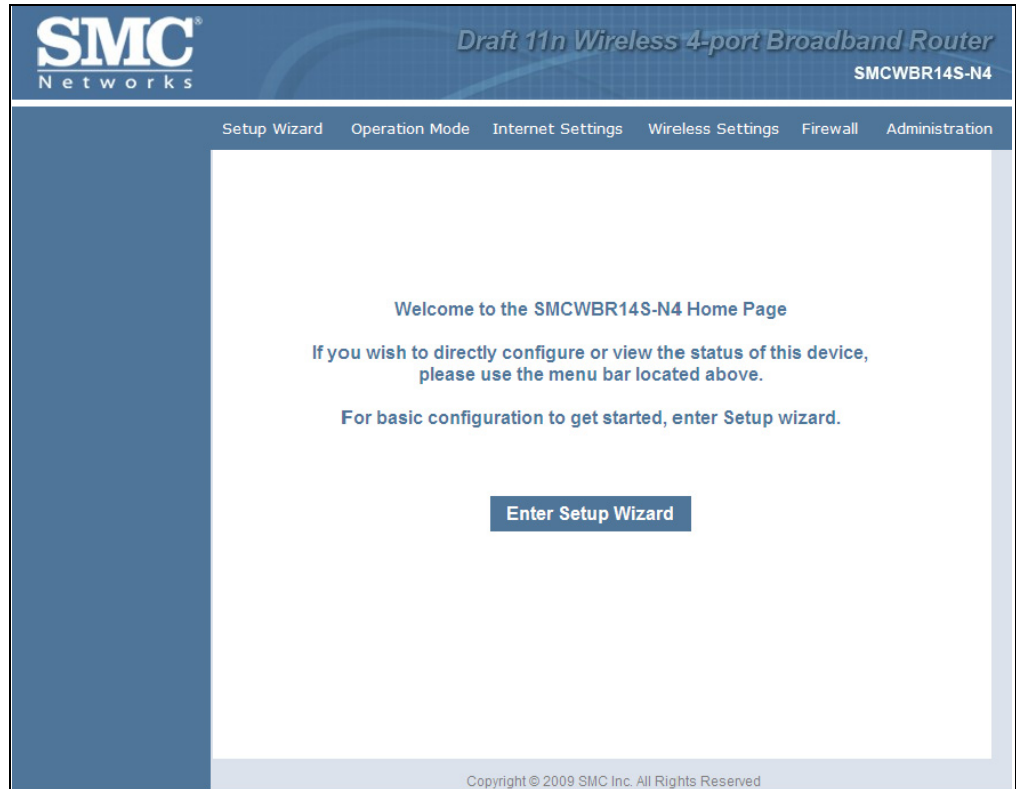 SMC®
Networks
Draft 11n Wireless 4-port Broadband Router
SMCWBR14S-N4
Setup Wizard Operation Mode Internet Settings Wireless Settings Firewall Administration
Welcome to the SMCWBR14S-N4 Home Page
If you wish to directly configure or view the status of this device,
please use the menu bar located above.
For basic configuration to get started, enter Setup wizard.
Enter Setup Wizard
Copyright © 2009 SMC Inc. All Rights Reserved